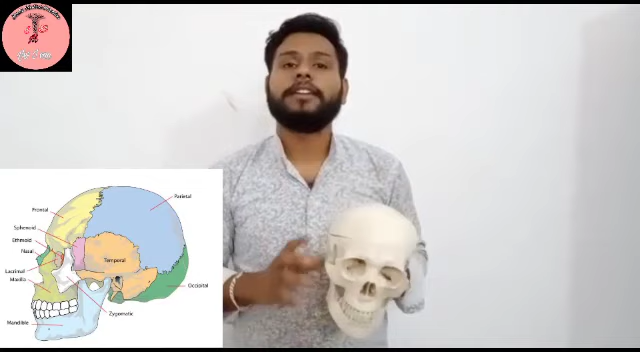 Parietal
Frontal
Sphenoid
Ethmoid
Nasal
Temporal
Lacrimal
Maxilla
Occipital
Zygomatic
Mandible